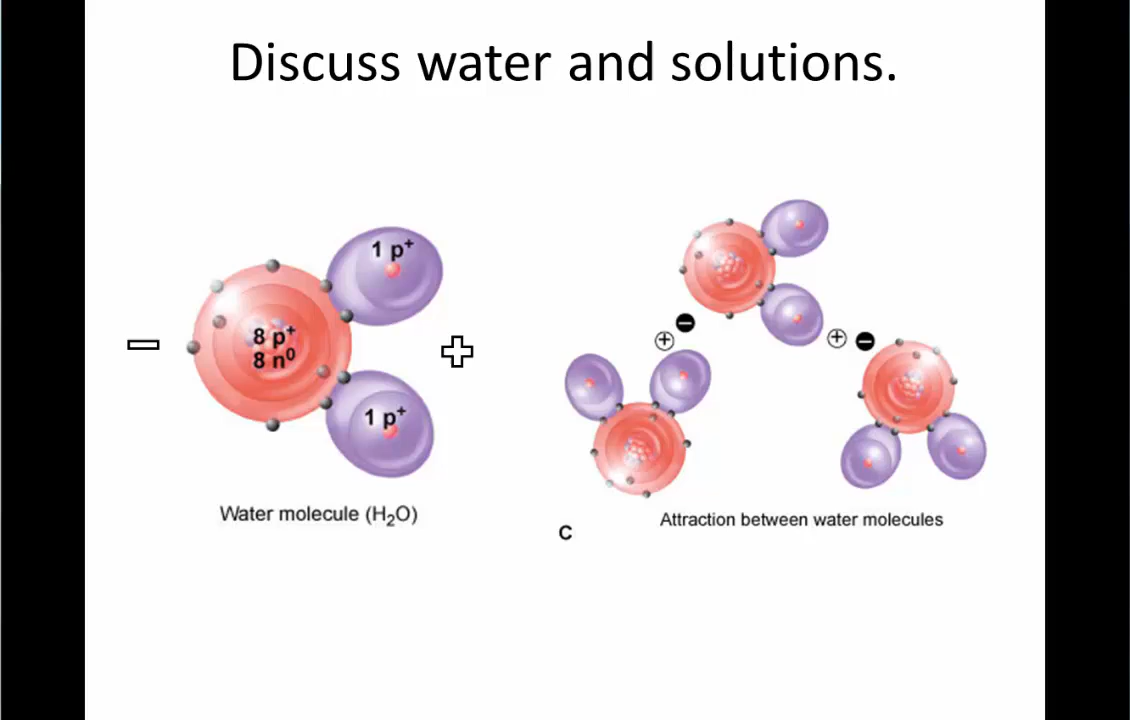 Discuss water and solutions.
1 p⁺
8 p⁺
8 n⁰
1 p⁺
Water molecule (H₂O)
C
Attraction between water molecules